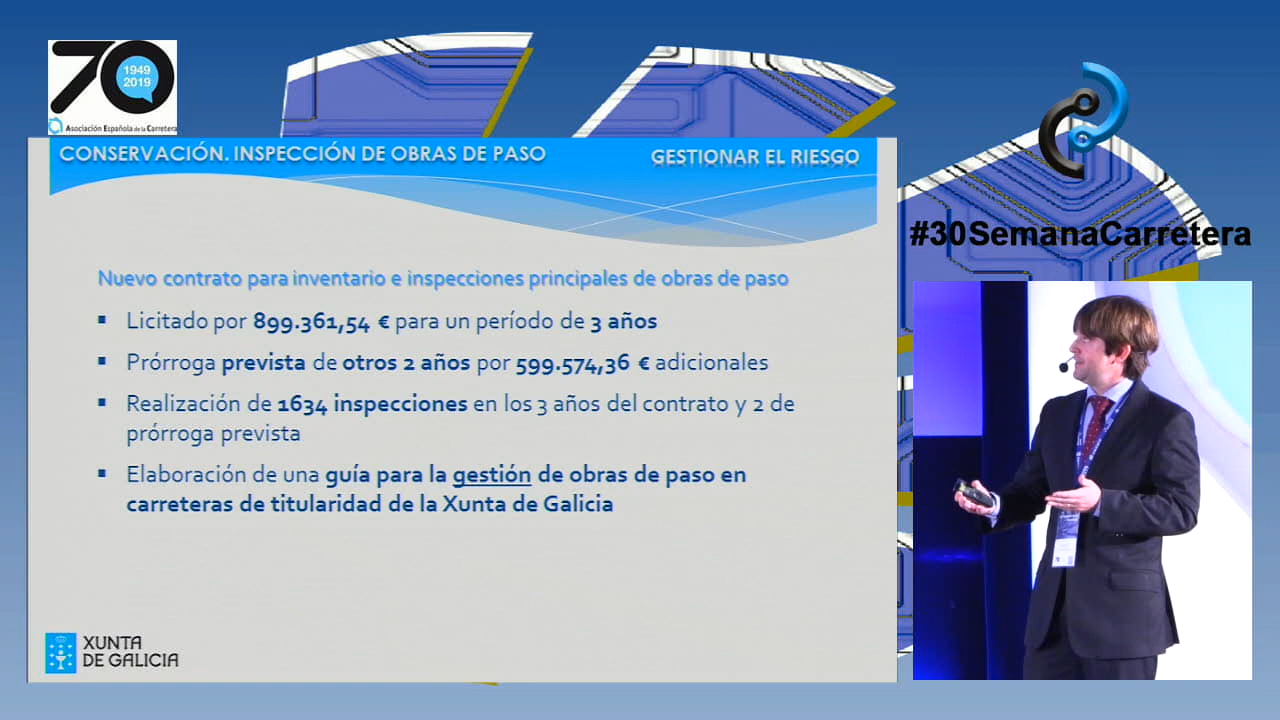 70
1949
2019
Asociación Española de la Carretera
CONSERVACIÓN. INSPECCIÓN DE OBRAS DE PASO
GESTIONAR EL RIESGO
#30SemanaCarretera
Nuevo contrato para inventario e inspecciones principales de obras de paso
▪ Licitado por 899.361,54 € para un período de 3 años
▪ Prórroga prevista de otros 2 años por 599.574,36 € adicionales
▪ Realización de 1634 inspecciones en los 3 años del contrato y 2 de
prórroga prevista
▪ Elaboración de una guía para la gestión de obras de paso en
carreteras de titularidad de la Xunta de Galicia
XUNTA
DE GALICIA